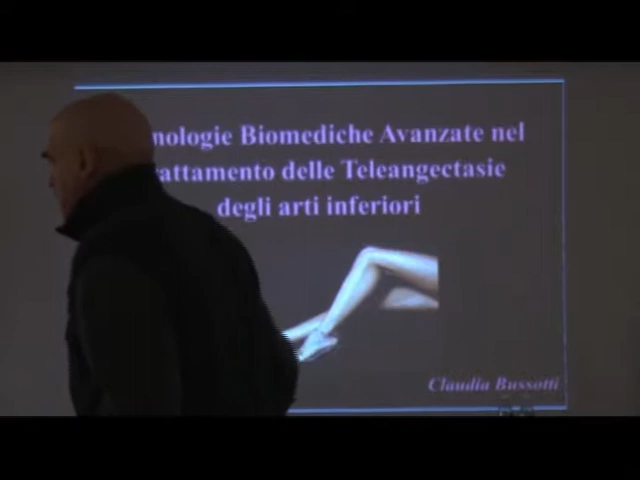 nologie Biomediche Avanzate nel
rattamento delle Teleangectasie
degli arti inferiori
Claudia Bussotti